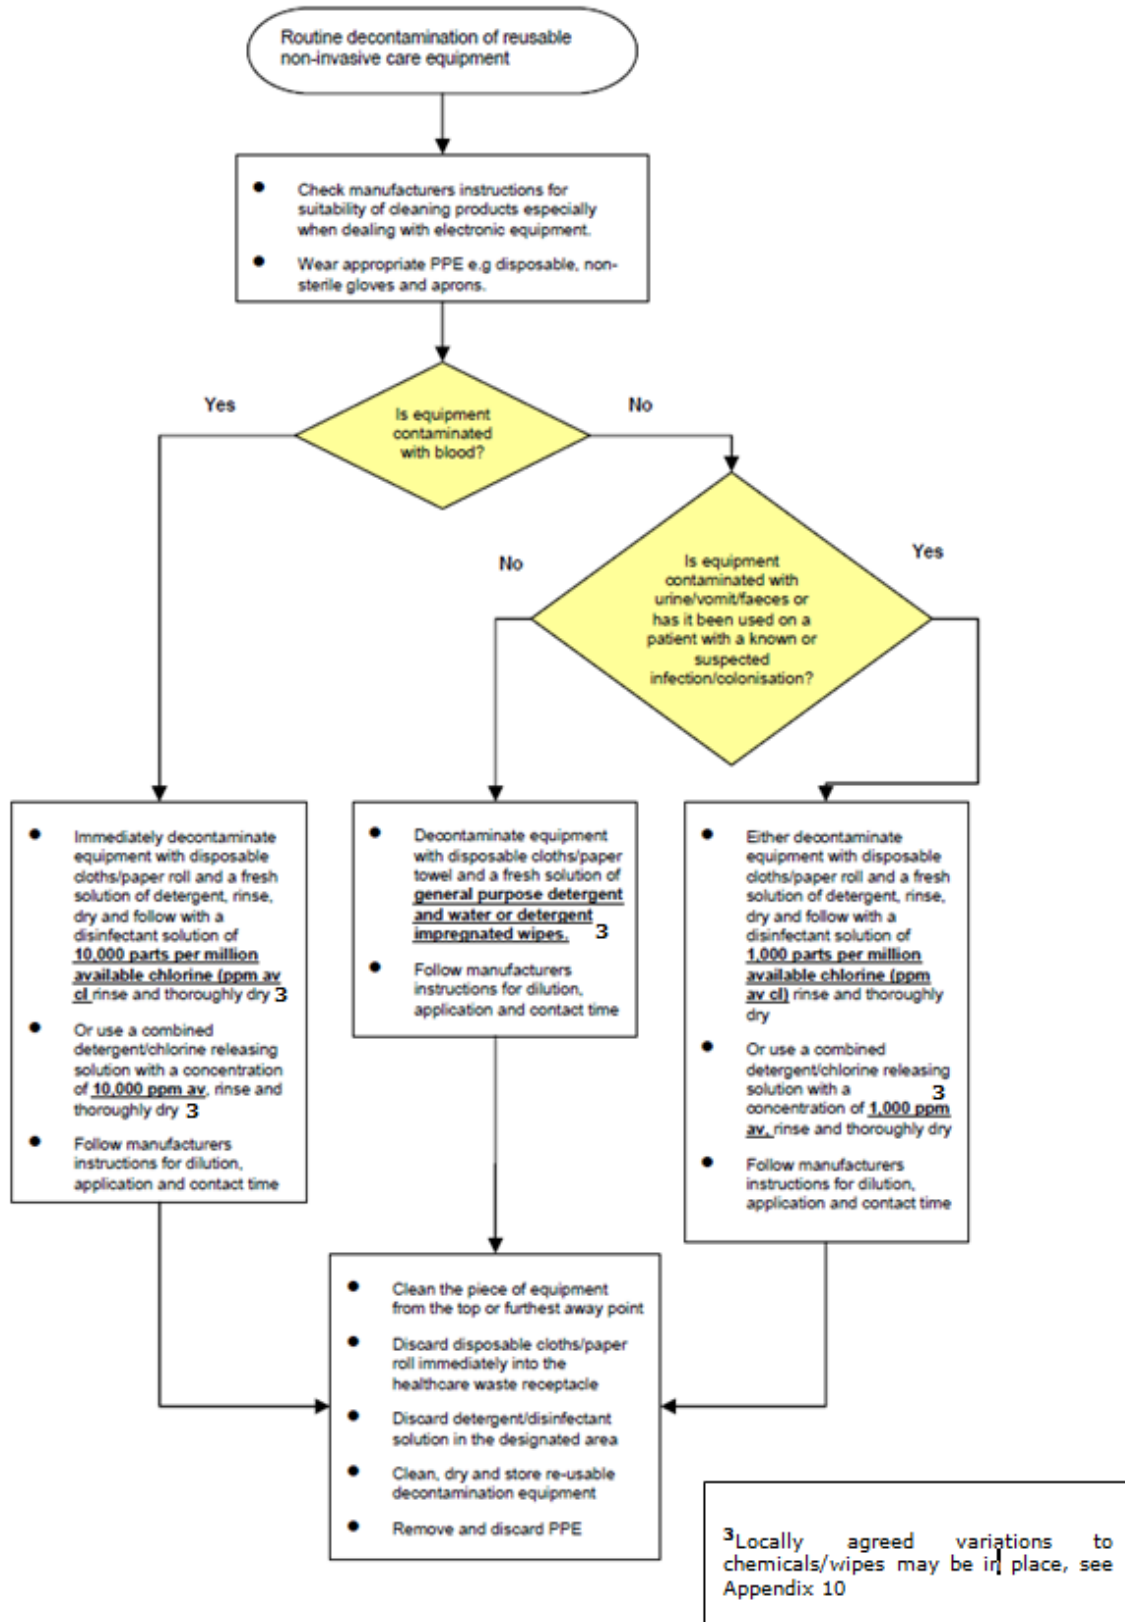 Routine decontamination of reusable
non-invasive care equipment
● Check manufacturers instructions for
suitability of cleaning products especially
when dealing with electronic equipment.
● Wear appropriate PPE e.g disposable, non-
sterile gloves and aprons.
Yes
Is equipment
contaminated
with blood?
No
No
Is equipment
contaminated with
urine/vomit/faeces or
has it been used on a
patient with a known or
suspected
infection/colonisation?
Yes
● Immediately decontaminate
equipment with disposable
cloths/paper roll and a fresh
solution of detergent, rinse,
dry and follow with a
disinfectant solution of
10,000 parts per million
available chlorine (ppm av
cl rinse and thoroughly dry 3
● Or use a combined
detergent/chlorine releasing
solution with a concentration
of 10,000 ppm av, rinse and
thoroughly dry 3
● Follow manufacturers
instructions for dilution,
application and contact time
● Decontaminate equipment
with disposable cloths/paper
towel and a fresh solution of
general purpose detergent
and water or detergent
impregnated wipes. 3
● Follow manufacturers
instructions for dilution,
application and contact time
● Either decontaminate
equipment with disposable
cloths/paper roll and a fresh
solution of detergent, rinse,
dry and follow with a
disinfectant solution of
1,000 parts per million
available chlorine (ppm
av cl) rinse and thoroughly
dry
● Or use a combined
detergent/chlorine releasing
solution with a 3
concentration of 1,000 ppm
av, rinse and thoroughly dry
● Follow manufacturers
instructions for dilution,
application and contact time
● Clean the piece of equipment
from the top or furthest away point
● Discard disposable cloths/paper
roll immediately into the
healthcare waste receptacle
● Discard detergent/disinfectant
solution in the designated area
● Clean, dry and store re-usable
decontamination equipment
● Remove and discard PPE
3Locally agreed variations to
chemicals/wipes may be in place, see
Appendix 10